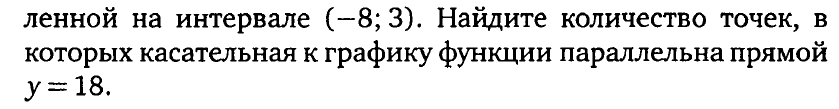 ленной на интервале (−8; 3). Найдите количество точек, в
которых касательная к графику функции параллельна прямой
y = 18.